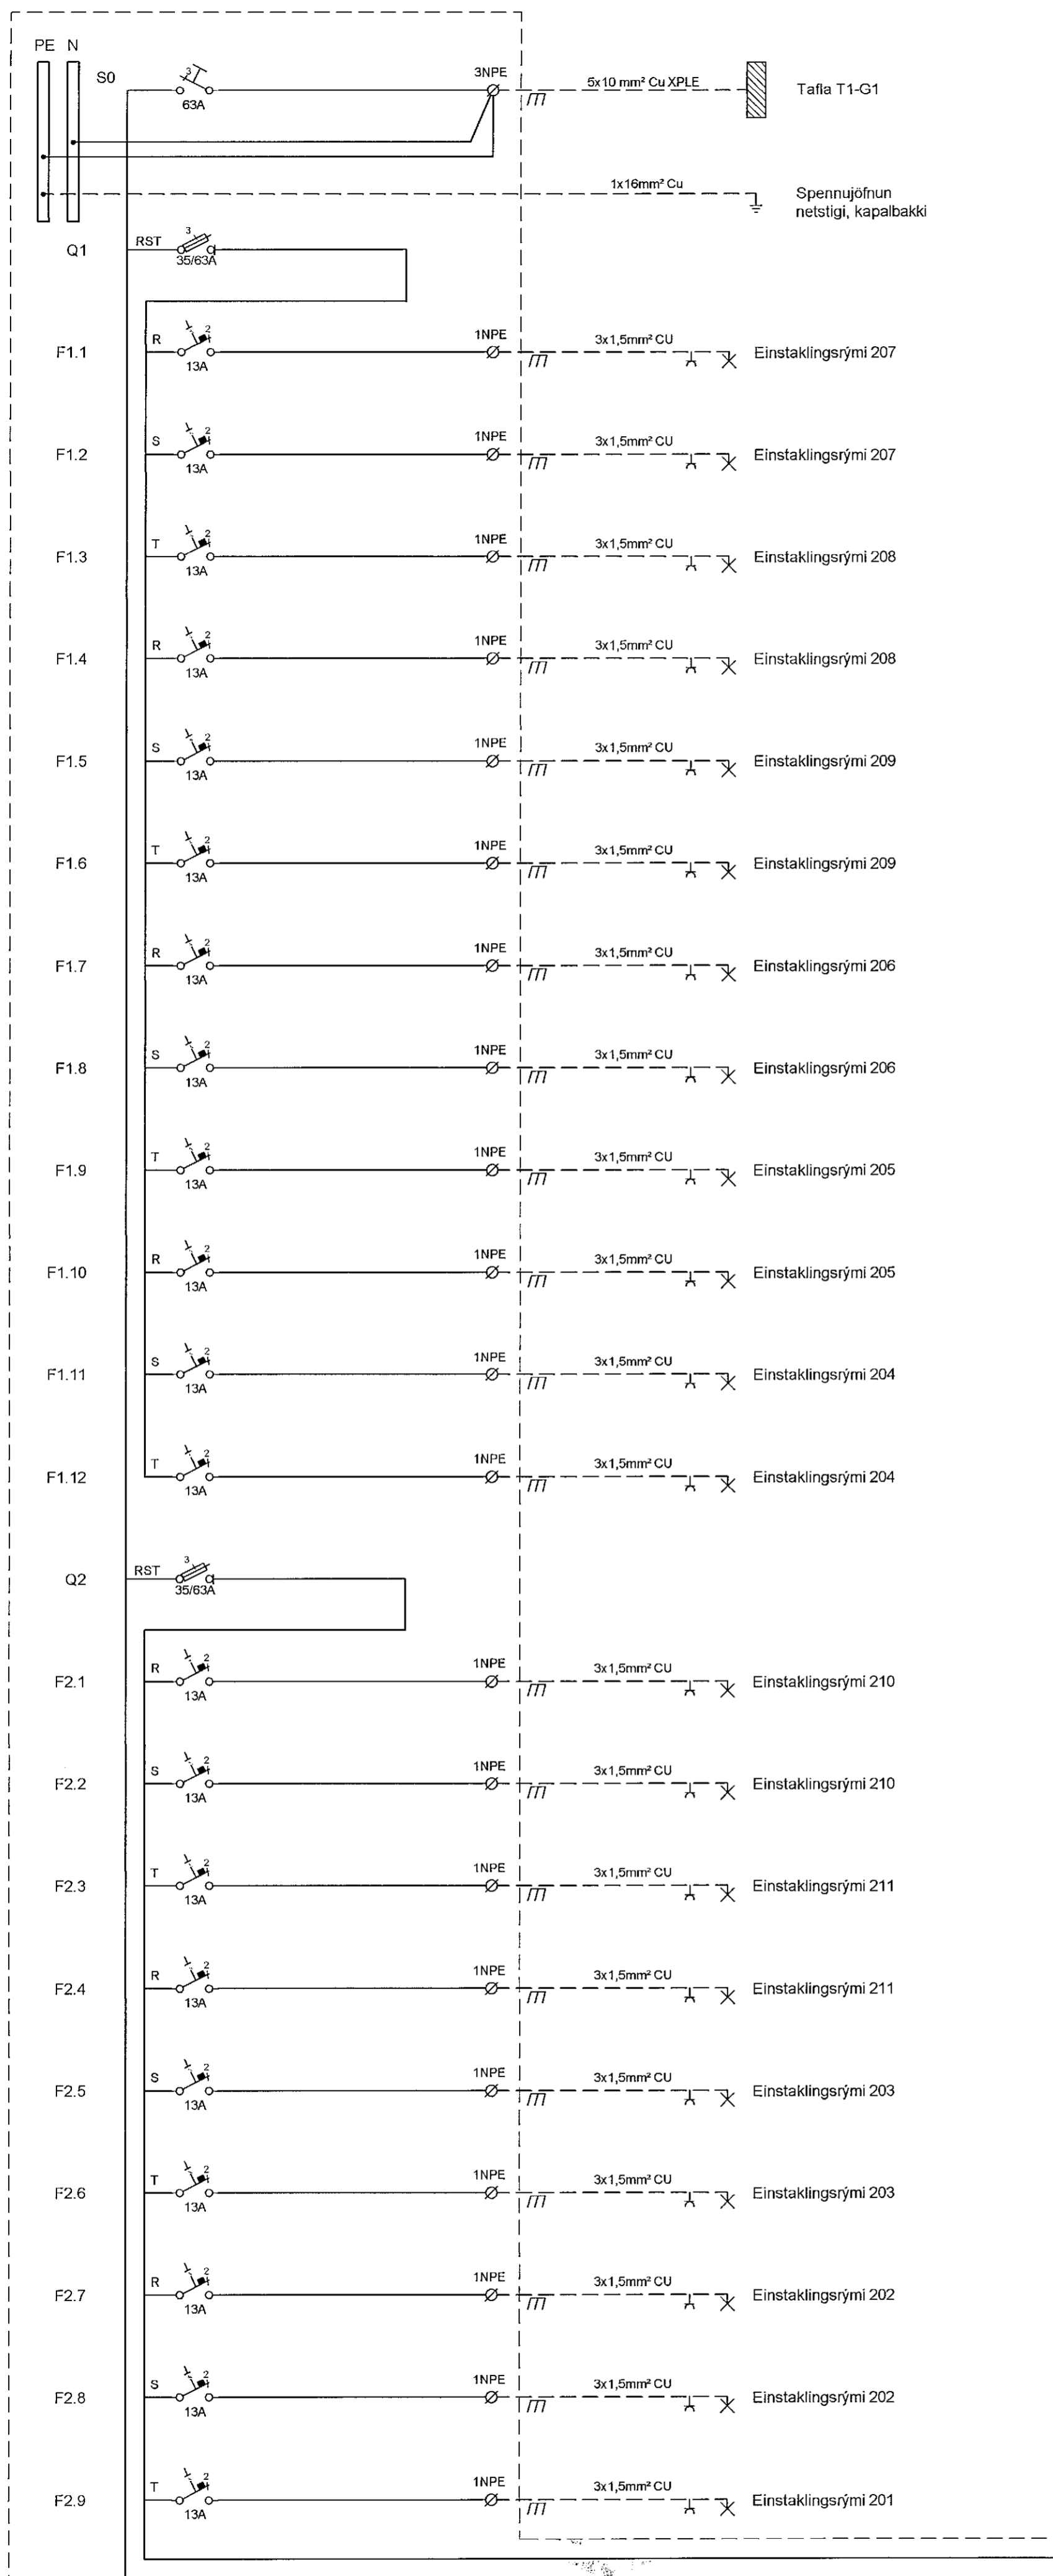 PE N
S0 3 63A 3NPE 5x10 mm² Cu XPLE Tafla T1-G1
1x16mm² Cu Spennujöfnun
netstigi, kapalbakki
Q1 RST 3 35/63A
F1.1 R 2 13A 1NPE 3x1,5mm² CU Einstaklingsrými 207
F1.2 S 2 13A 1NPE 3x1,5mm² CU Einstaklingsrými 207
F1.3 T 2 13A 1NPE 3x1,5mm² CU Einstaklingsrými 208
F1.4 R 2 13A 1NPE 3x1,5mm² CU Einstaklingsrými 208
F1.5 S 2 13A 1NPE 3x1,5mm² CU Einstaklingsrými 209
F1.6 T 2 13A 1NPE 3x1,5mm² CU Einstaklingsrými 209
F1.7 R 2 13A 1NPE 3x1,5mm² CU Einstaklingsrými 206
F1.8 S 2 13A 1NPE 3x1,5mm² CU Einstaklingsrými 206
F1.9 T 2 13A 1NPE 3x1,5mm² CU Einstaklingsrými 205
F1.10 R 2 13A 1NPE 3x1,5mm² CU Einstaklingsrými 205
F1.11 S 2 13A 1NPE 3x1,5mm² CU Einstaklingsrými 204
F1.12 T 2 13A 1NPE 3x1,5mm² CU Einstaklingsrými 204
Q2 RST 3 35/63A
F2.1 R 2 13A 1NPE 3x1,5mm² CU Einstaklingsrými 210
F2.2 S 2 13A 1NPE 3x1,5mm² CU Einstaklingsrými 210
F2.3 T 2 13A 1NPE 3x1,5mm² CU Einstaklingsrými 211
F2.4 R 2 13A 1NPE 3x1,5mm² CU Einstaklingsrými 211
F2.5 S 2 13A 1NPE 3x1,5mm² CU Einstaklingsrými 203
F2.6 T 2 13A 1NPE 3x1,5mm² CU Einstaklingsrými 203
F2.7 R 2 13A 1NPE 3x1,5mm² CU Einstaklingsrými 202
F2.8 S 2 13A 1NPE 3x1,5mm² CU Einstaklingsrými 202
F2.9 T 2 13A 1NPE 3x1,5mm² CU Einstaklingsrými 201